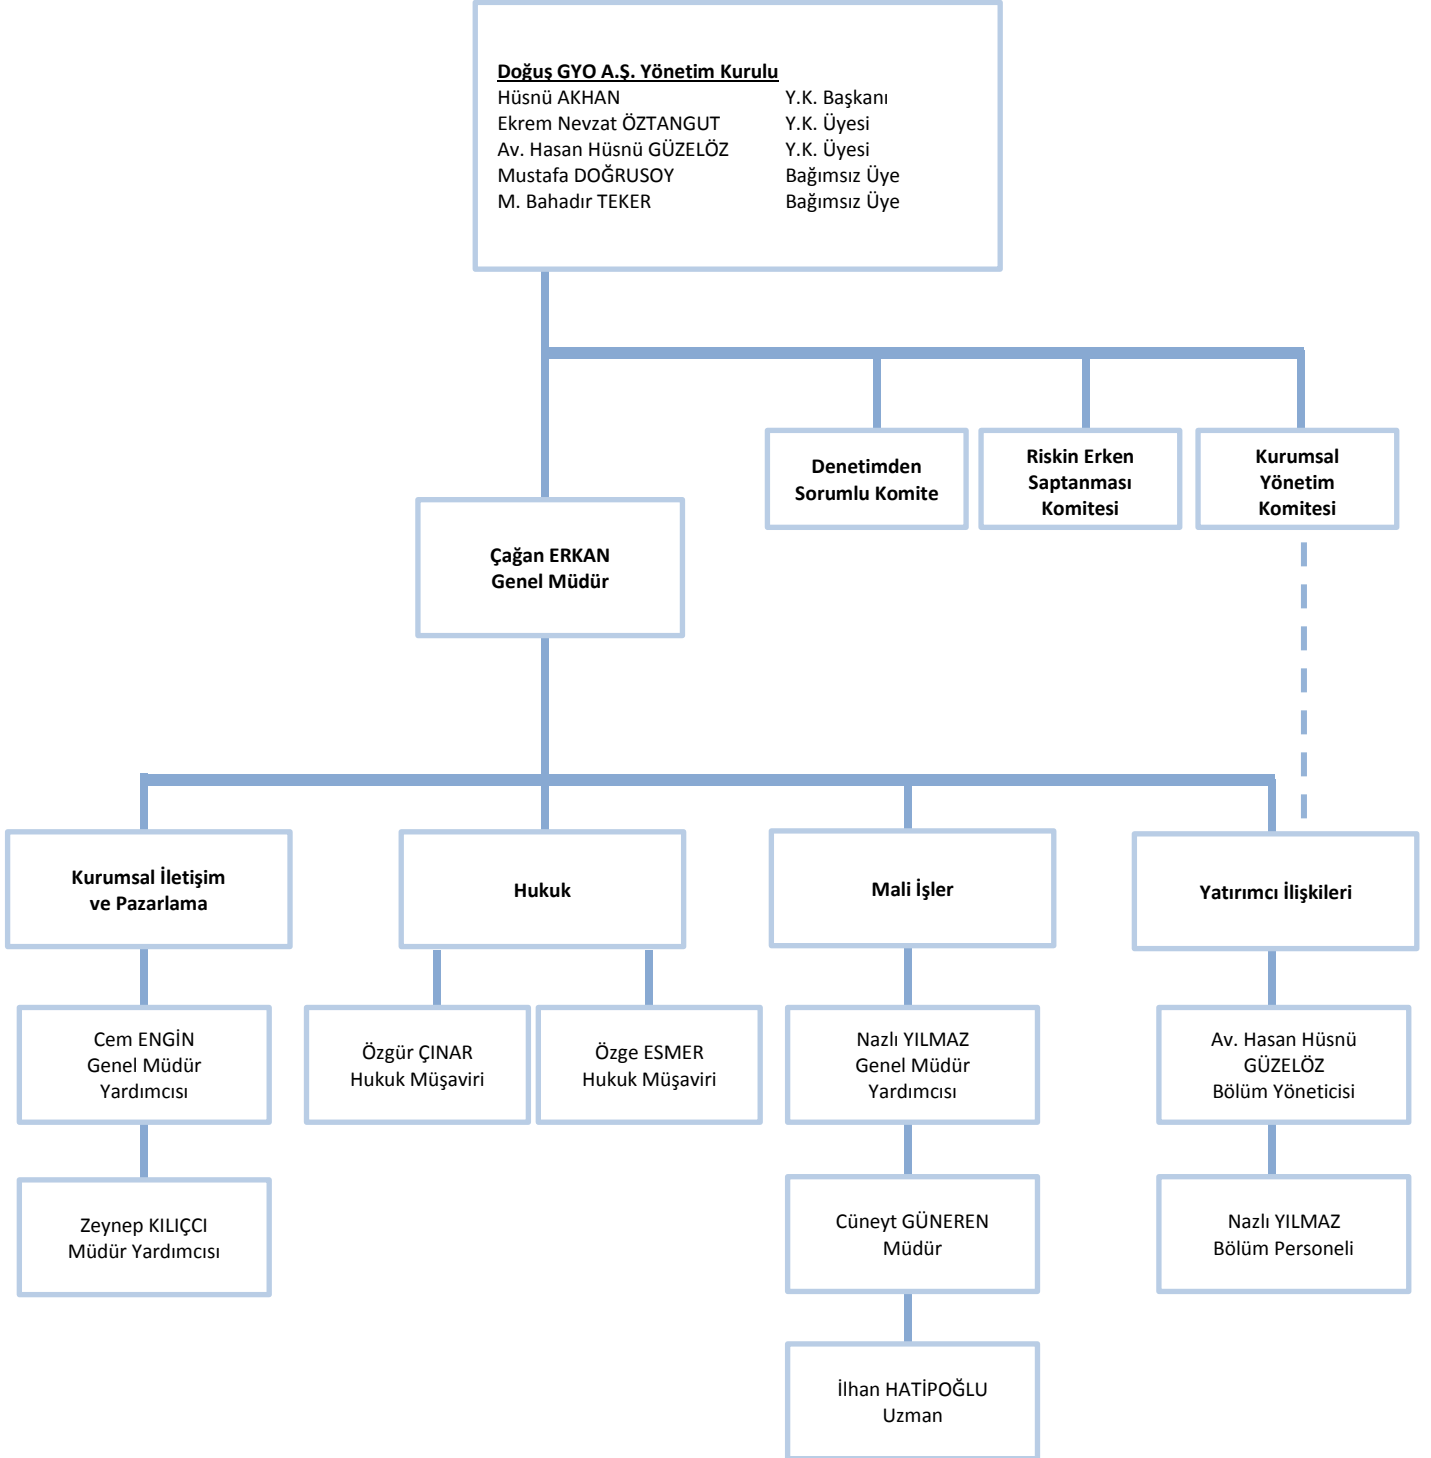 Doğuş GYO A.Ş. Yönetim Kurulu
Hüsnü AKHAN Y.K. Başkanı
Ekrem Nevzat ÖZTANGUT Y.K. Üyesi
Av. Hasan Hüsnü GÜZELÖZ Y.K. Üyesi
Mustafa DOĞRUSOY Bağımsız Üye
M. Bahadır TEKER Bağımsız Üye
Denetimden
Sorumlu Komite
Riskin Erken
Saptanması
Komitesi
Kurumsal
Yönetim
Komitesi
Çağan ERKAN
Genel Müdür
Kurumsal İletişim
ve Pazarlama
Hukuk
Mali İşler
Yatırımcı İlişkileri
Cem ENGİN
Genel Müdür
Yardımcısı
Özgür ÇINAR
Hukuk Müşaviri
Özge ESMER
Hukuk Müşaviri
Nazlı YILMAZ
Genel Müdür
Yardımcısı
Av. Hasan Hüsnü
GÜZELÖZ
Bölüm Yöneticisi
Zeynep KILIÇCI
Müdür Yardımcısı
Cüneyt GÜNEREN
Müdür
Nazlı YILMAZ
Bölüm Personeli
İlhan HATİPOĞLU
Uzman